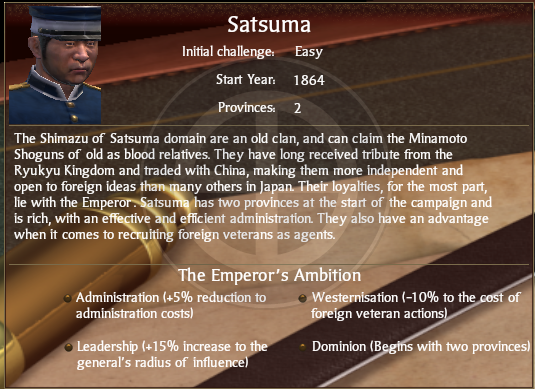 Satsuma
Initial challenge: Easy
Start Year: 1864
Provinces: 2
The Shimazu of Satsuma domain are an old clan, and can claim the Minamoto
Shoguns of old as blood relatives. They have long received tribute from the
Ryukyu Kingdom and traded with China, making them more independent and
open to foreign ideas than many others in Japan. Their loyalties, for the most part,
lie with the Emperor. Satsuma has two provinces at the start of the campaign and
is rich, with an effective and efficient administration. They also have an advantage
when it comes to recruiting foreign veterans as agents.
The Emperor's Ambition
Administration (+5% reduction to
administration costs)
Westernisation (-10% to the cost of
foreign veteran actions)
Leadership (+15% increase to the
general's radius of influence)
Dominion (Begins with two provinces)